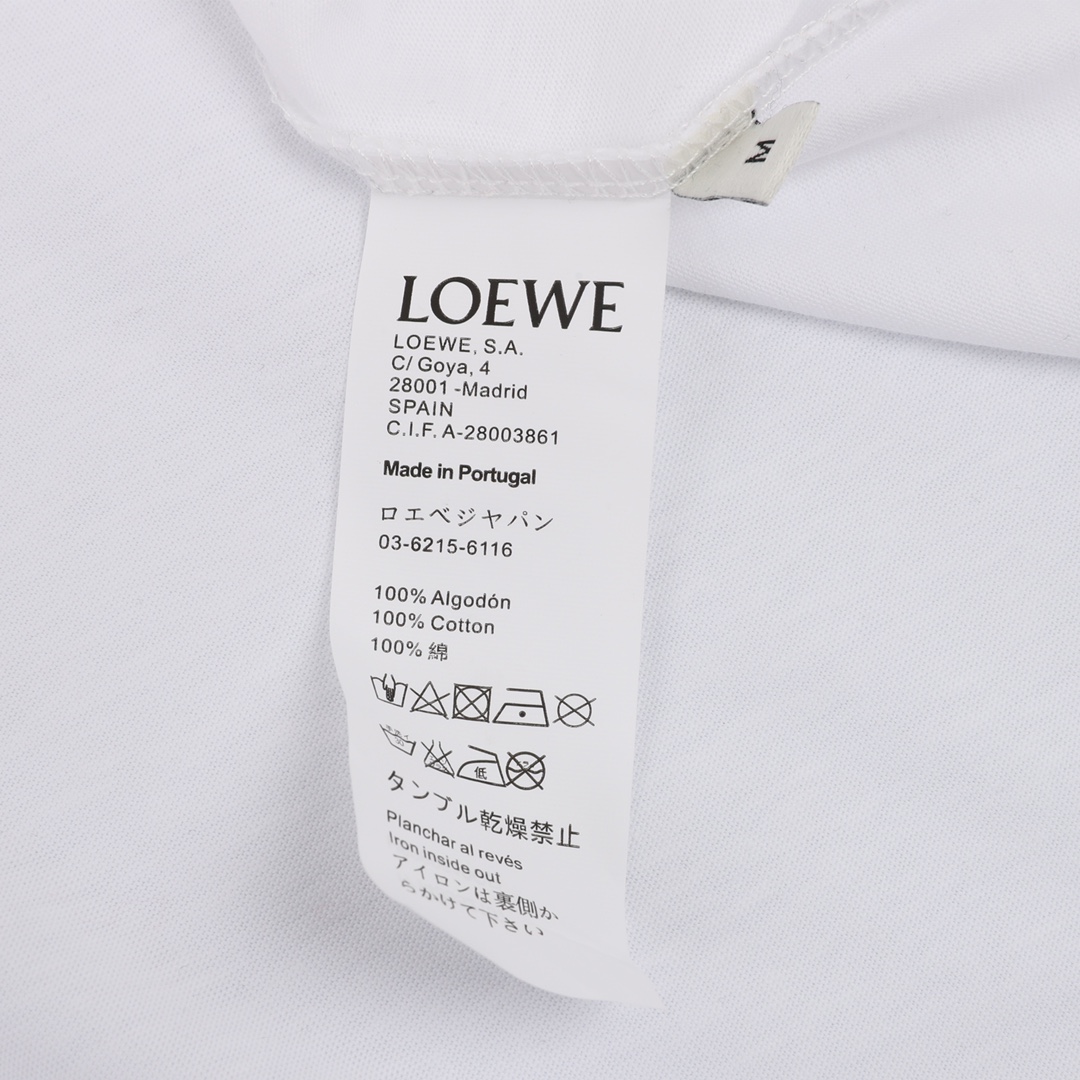 M
LOEWE
LOEWE, S.A.
C/ Goya, 4
28001 -Madrid
SPAIN
C.I.F. A-28003861
Made in Portugal
ロエベジヤパン
03-6215-6116
100% Algodón
100% Cotton
100% 綿
低
タンブル乾燥禁止
Planchar al revés
Iron inside out
アイロンは裏側か
らかけて下さい